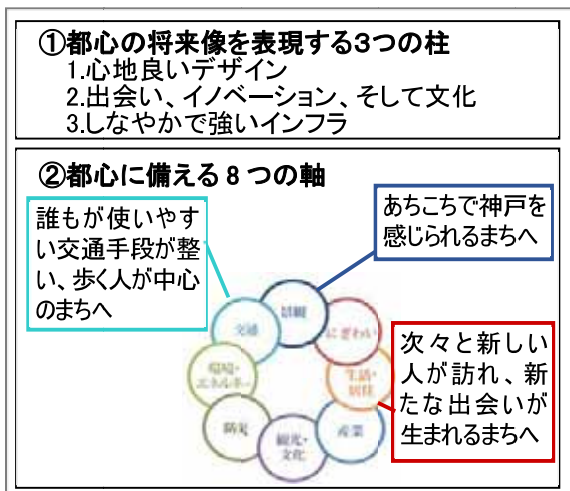 ①都心の将来像を表現する3つの柱
1.心地良いデザイン
2.出会い、イノベーション、そして文化
3.しなやかで強いインフラ
②都心に備える8つの軸
誰もが使いやす
い交通手段が整
い、歩く人が中心
のまちへ
あちこちで神戸を
感じられるまちへ
景観
交通
にぎわい
環境・
エネルギー
生活・
居住
防災
産業
観光・
文化
次々と新しい
人が訪れ、新
たな出会いが
生まれるまちへ